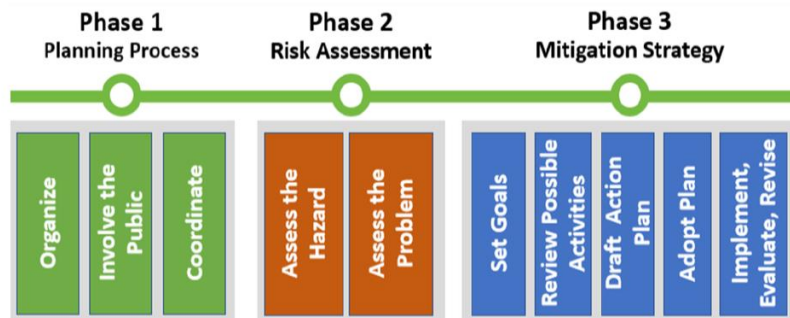 Phase 1
Planning Process
Phase 2
Risk Assessment
Phase 3
Mitigation Strategy
Organize
Involve the
Public
Coordinate
Assess the
Hazard
Assess the
Problem
Set Goals
Review Possible
Activities
Draft Action
Plan
Adopt Plan
Implement,
Evaluate, Revise